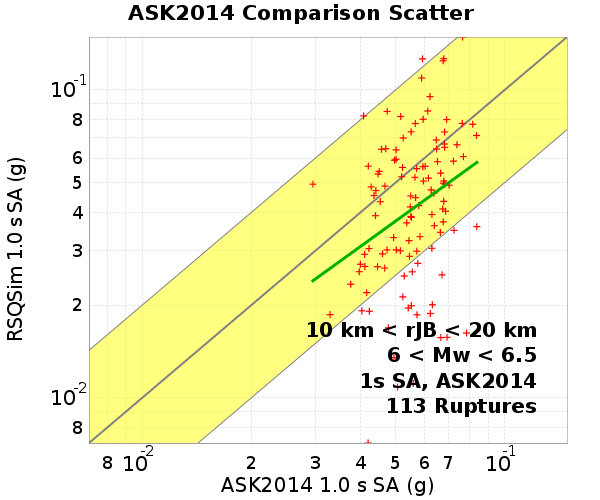 ASK2014 Comparison Scatter
RSQSim 1.0 s SA (g)
10-1
8
6
5
4
3
2
10-2
8
10 km < rJB < 20 km
6 < Mw < 6.5
1s SA, ASK2014
113 Ruptures
8 10-2 2 3 4 5 6 7 10-1
ASK2014 1.0 s SA (g)